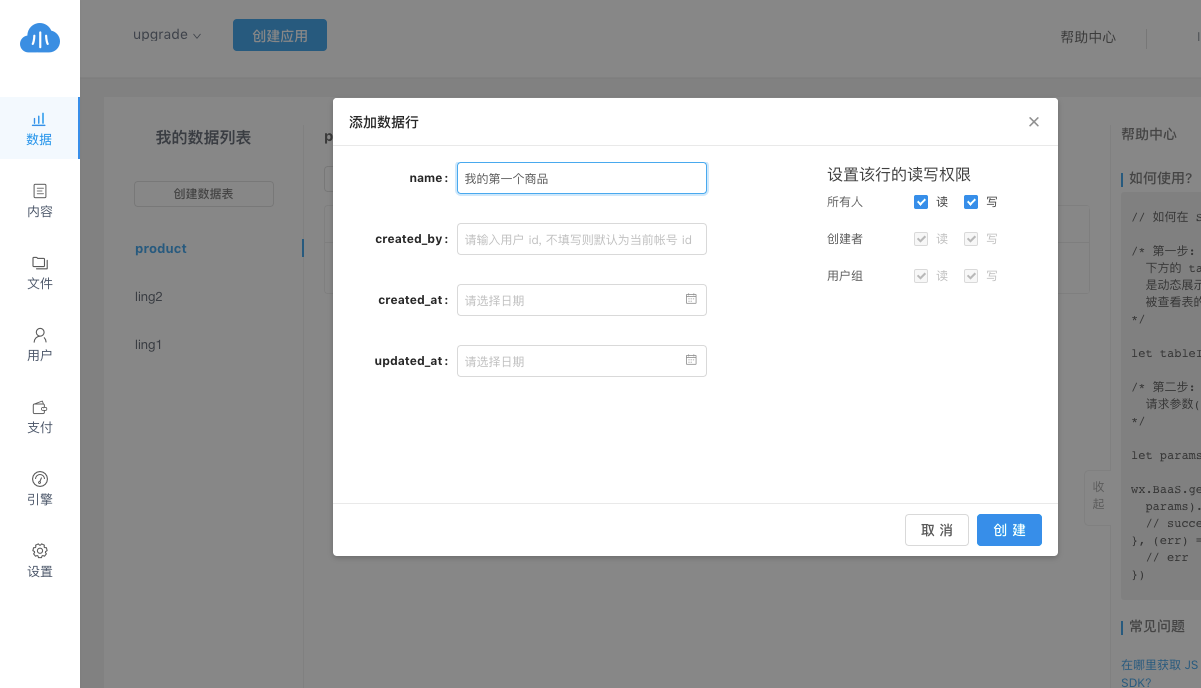 upgrade
创建应用
帮助中心
数据
内容
文件
用户
支付
引擎
设置
我的数据列表
创建数据表
product
ling2
ling1
添加数据行
name :
我的第一个商品
created_by :
请输入用户 id, 不填写则默认为当前帐号 id
created_at :
请选择日期
updated_at :
请选择日期
设置该行的读写权限
所有人 读 写
创建者 读 写
用户组 读 写
取 消
创 建
收起
帮助中心
如何使用?
// 如何在 S
/* 第一步:
下方的 ta
是动态展示
被查看表的
*/
let tableI
/* 第二步:
请求参数(
*/
let params
wx.BaaS.ge
params).
// succe
}, (err) =
// err
})
常见问题
在哪里获取 JS
SDK?